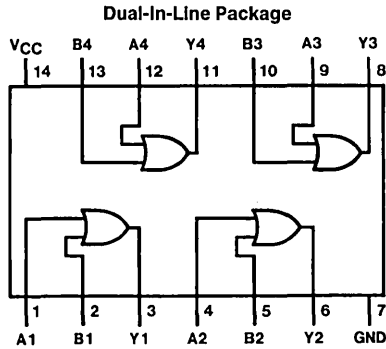 Dual-In-Line Package
VCC B4 A4 Y4 B3 A3 Y3
14 13 12 11 10 9 8
1 2 3 4 5 6 7
A1 B1 Y1 A2 B2 Y2 GND